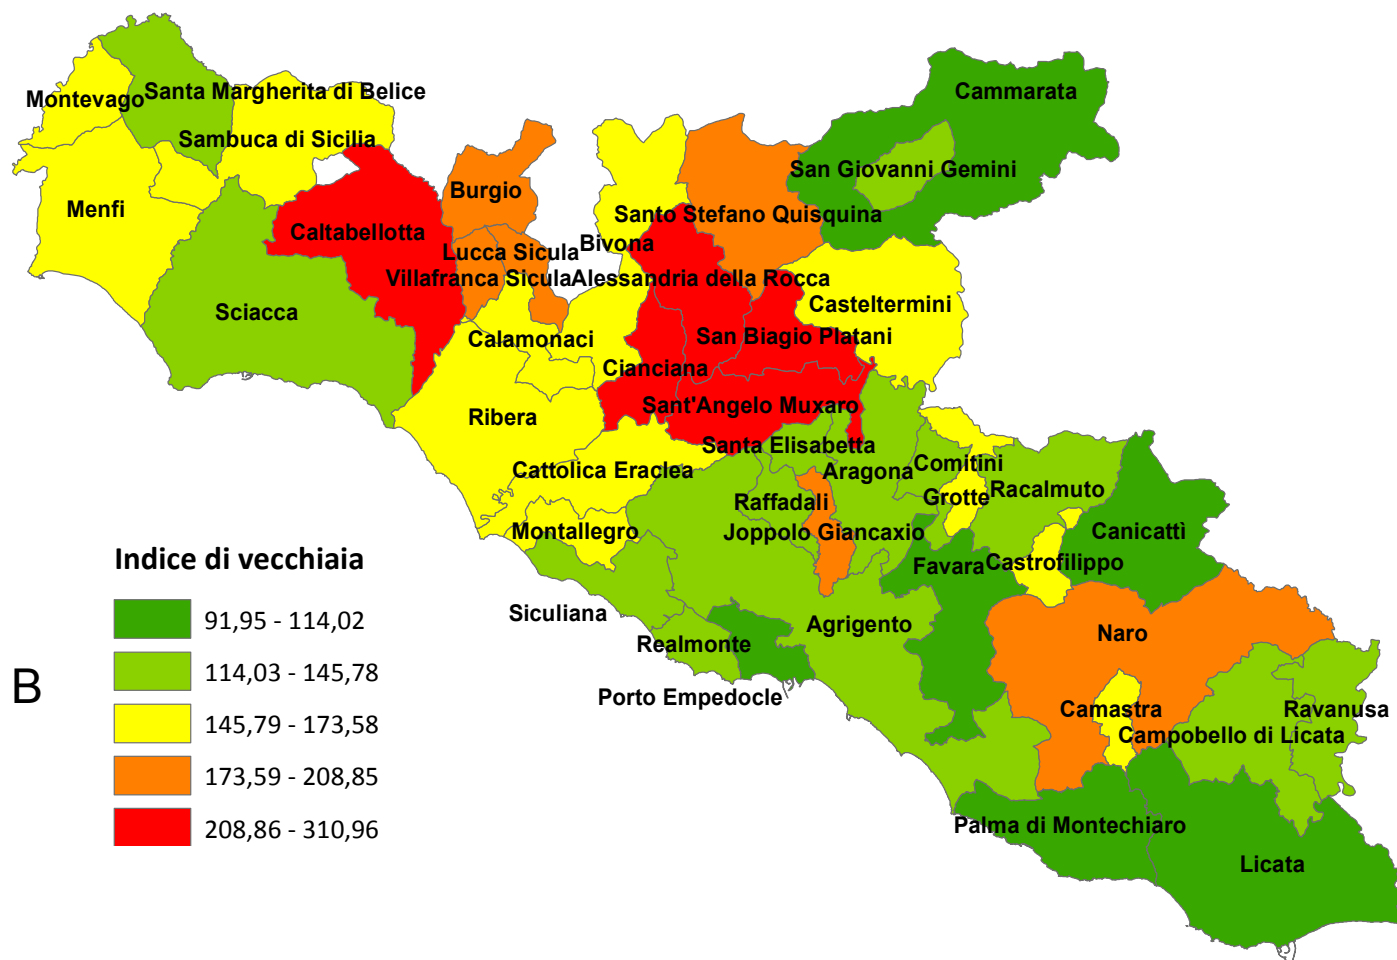 Cammarata
Santa Margherita di Belice
Montevago
Sambuca di Sicilia
San Giovanni Gemini
Burgio
Menfi
Santo Stefano Quisquina
Caltabellotta
Lucca Sicula
Bivona
Villafranca Sicula
Alessandria della Rocca
Casteltermini
Sciacca
Calamonaci
San Biagio Platani
Cianciana
Sant'Angelo Muxaro
Ribera
Santa Elisabetta
Cattolica Eraclea
Aragona
Comitini
Grotte
Racalmuto
Raffadali
Montallegro
Joppolo Giancaxio
Canicattì
Favara
Castrofilippo
Siculiana
Agrigento
Naro
Realmonte
Porto Empedocle
Camastra
Ravanusa
Campobello di Licata
Palma di Montechiaro
Licata
Indice di vecchiaia
91,95 - 114,02
114,03 - 145,78
145,79 - 173,58
173,59 - 208,85
208,86 - 310,96
B